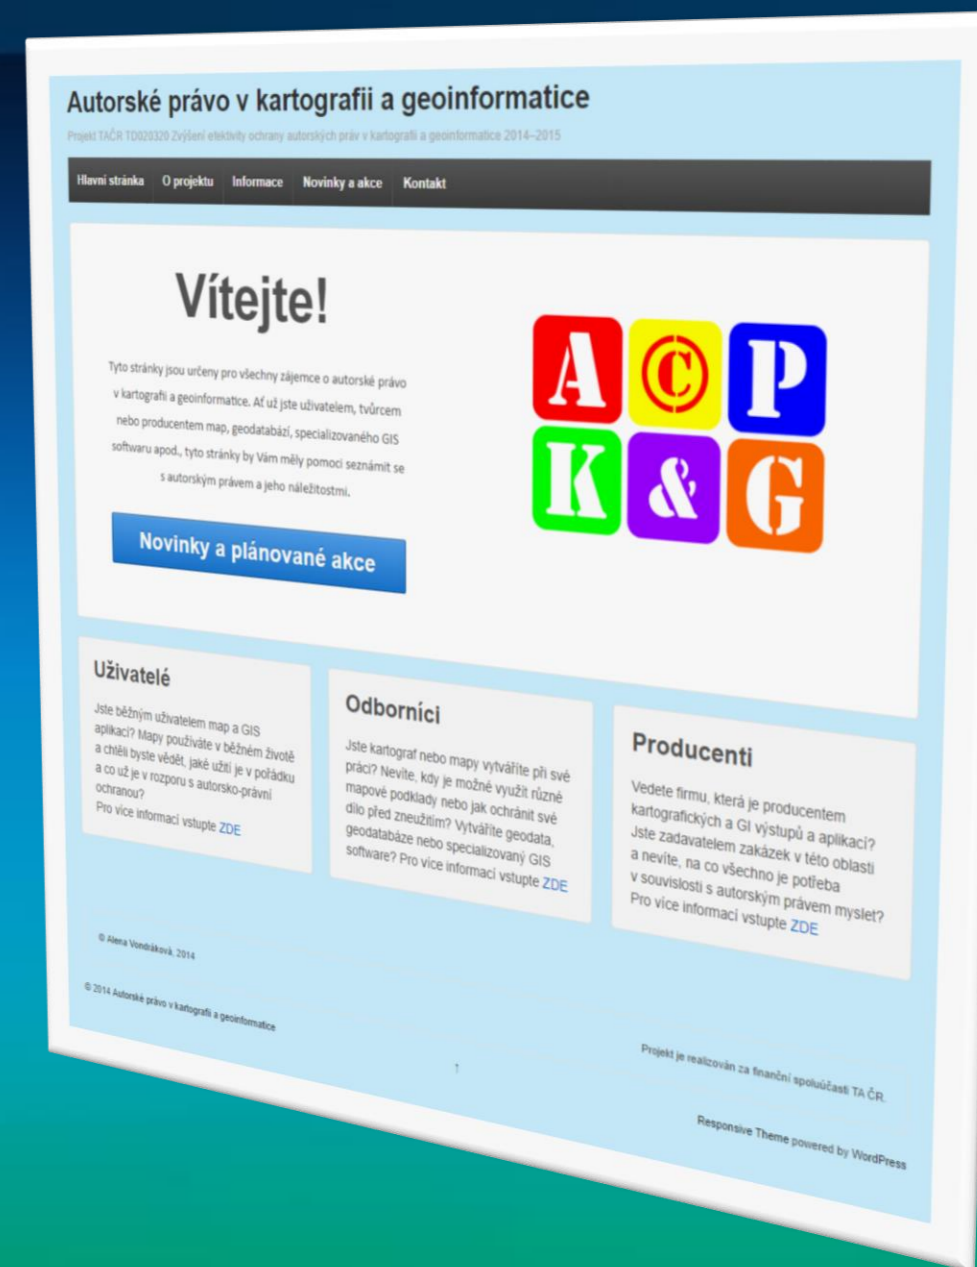 Autorské právo v kartografii a geoinformatice
Projekt TAČR TD020320 Zvýšení efektivity ochrany autorských práv v kartografii a geoinformatice 2014–2015
Hlavní stránka O projektu Informace Novinky a akce Kontakt
Vítejte!
Tyto stránky jsou určeny pro všechny zájemce o autorské právo
v kartografii a geoinformatice. Ať už jste uživatelem, tvůrcem
nebo producentem map, geodatabází, specializovaného GIS
softwaru apod., tyto stránky by Vám měly pomoci seznámit se
s autorským právem a jeho náležitostmi.
Novinky a plánované akce
A © P
K & G
Uživatelé
Jste běžným uživatelem map a GIS
aplikací? Mapy používáte v běžném životě
a chtěli byste vědět, jaké užití je v pořádku
a co už je v rozporu s autorsko-právní
ochranou?
Pro více informací vstupte ZDE
Odborníci
Jste kartograf nebo mapy vytváříte při své
práci? Nevíte, kdy je možné využít různé
mapové podklady nebo jak ochránit své
dílo před zneužitím? Vytváříte geodata,
geodatabáze nebo specializovaný GIS
software? Pro více informací vstupte ZDE
Producenti
Vedete firmu, která je producentem
kartografických a GI výstupů a aplikací?
Jste zadavatelem zakázek v této oblasti
a nevíte, na co všechno je potřeba
v souvislosti s autorským právem myslet?
Pro více informací vstupte ZDE
© Alena Vondráková, 2014
© 2014 Autorské právo v kartografii a geoinformatice
↑
Projekt je realizován za finanční spoluúčasti TA ČR.
Responsive Theme powered by WordPress